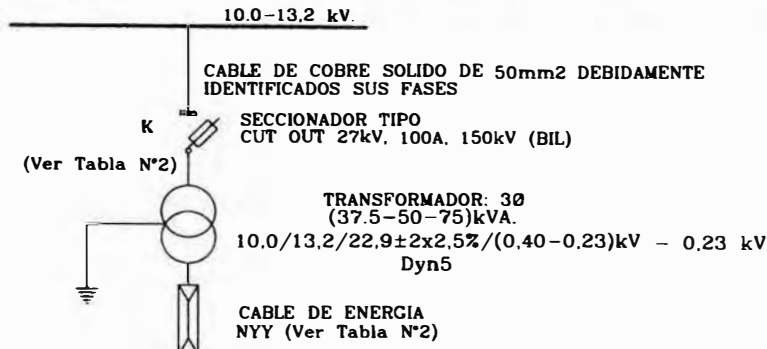 10.0-13,2 kV.
CABLE DE COBRE SOLIDO DE 50mm2 DEBIDAMENTE
IDENTIFICADOS SUS FASES
K
SECCIONADOR TIPO
CUT OUT 27kV, 100A, 150kV (BIL)
(Ver Tabla N°2)
TRANSFORMADOR: 3Ø
(37.5-50-75)kVA.
10,0/13,2/22,9±2x2,5%/(0,40-0,23)kV - 0,23 kV
Dyn5
CABLE DE ENERGIA
NYY (Ver Tabla N°2)